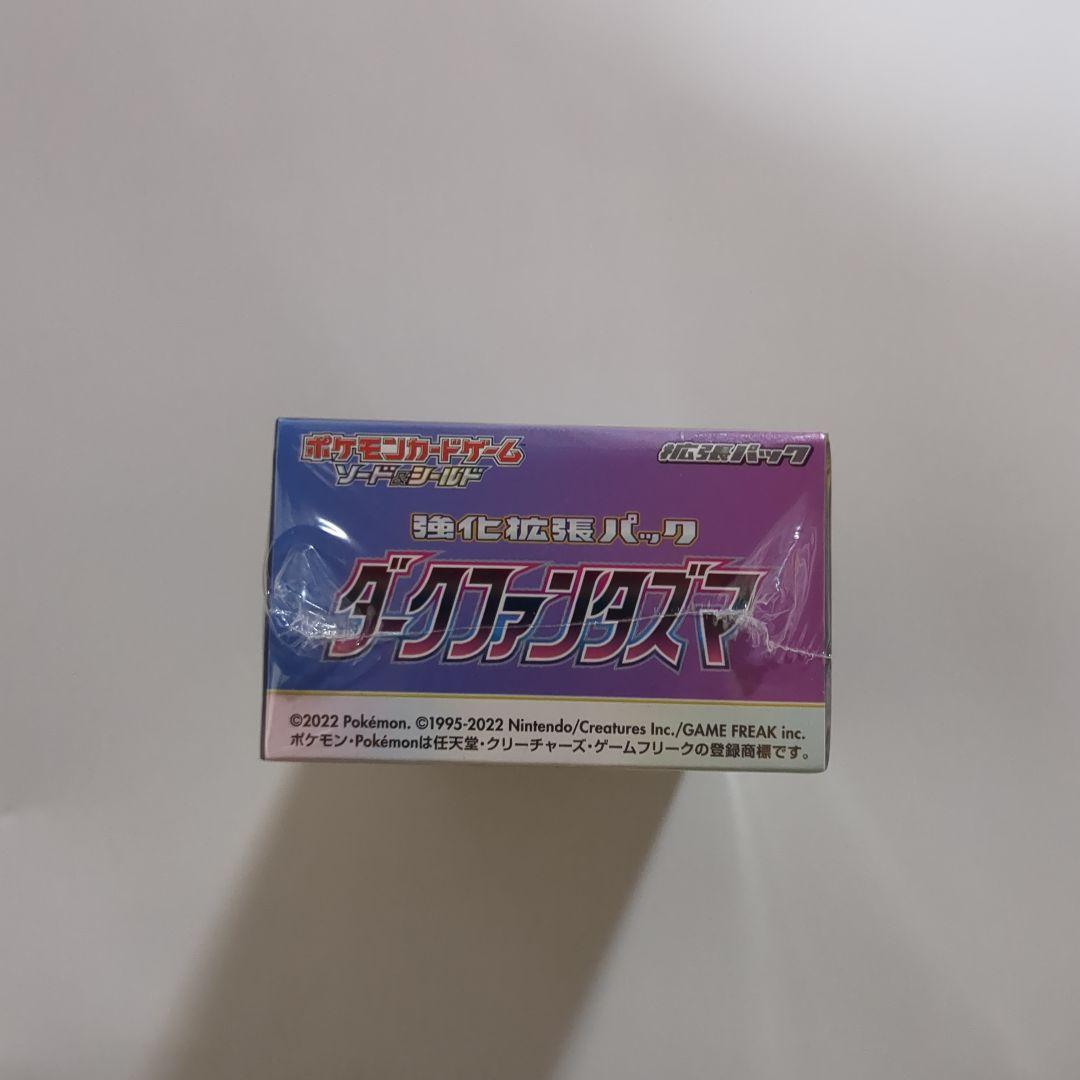 ポケモンカードゲーム
ソード&シールド
拡張パック
強化拡張パック
ダークファンタズマ
©2022 Pokémon. ©1995-2022 Nintendo/Creatures Inc./GAME FREAK inc.
ポケモン・Pokémonは任天堂・クリーチャーズ・ゲームフリークの登録商標です。